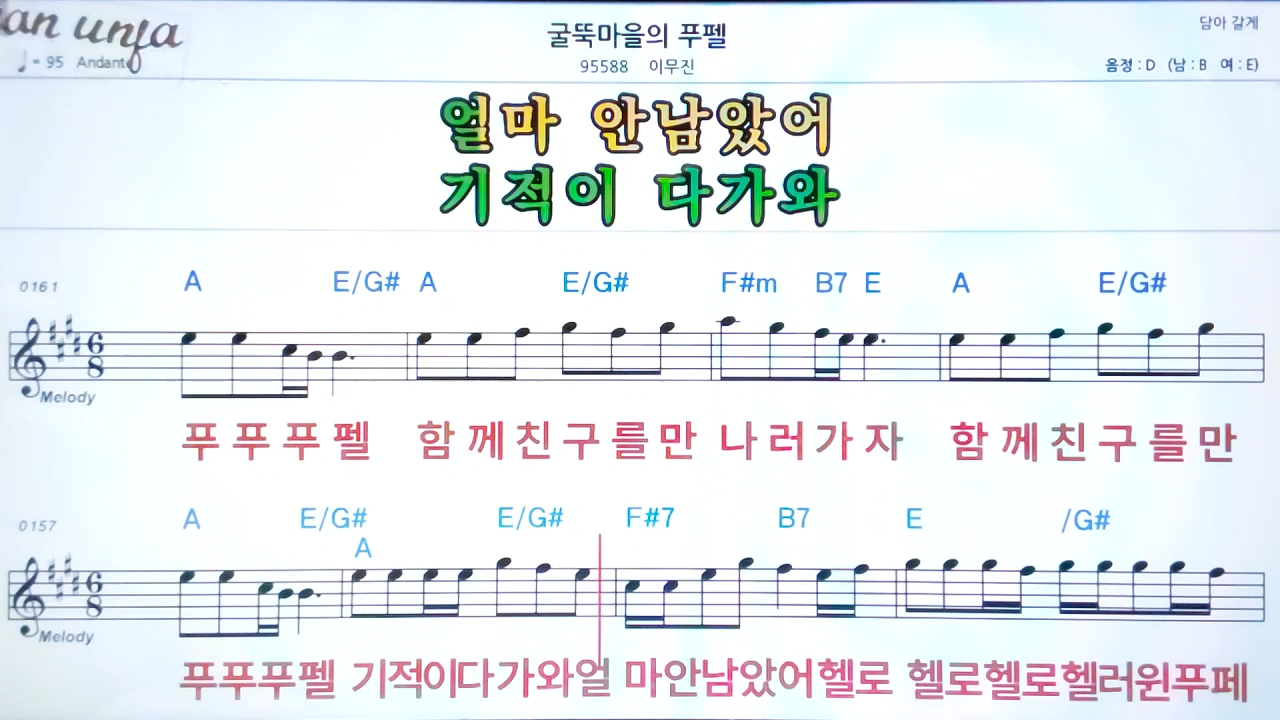 an unfa
담아 갈게
굴뚝마을의 푸펠
♩= 95 Andante
95588 이무진
음정 : D (남 : B 여 : E)
얼마 안남았어
기적이 다가와
0161
A E/G# A E/G# F#m B7 E A E/G#
6
8
Melody
푸 푸 푸 펠 함 께 친 구 를 만 나 러 가 자 함 께 친 구 를 만
0157
A E/G# A E/G# F#7 B7 E /G#
6
8
Melody
푸푸푸펠 기적이다가와얼 마안남았어헬로 헬로헬로헬러윈푸페